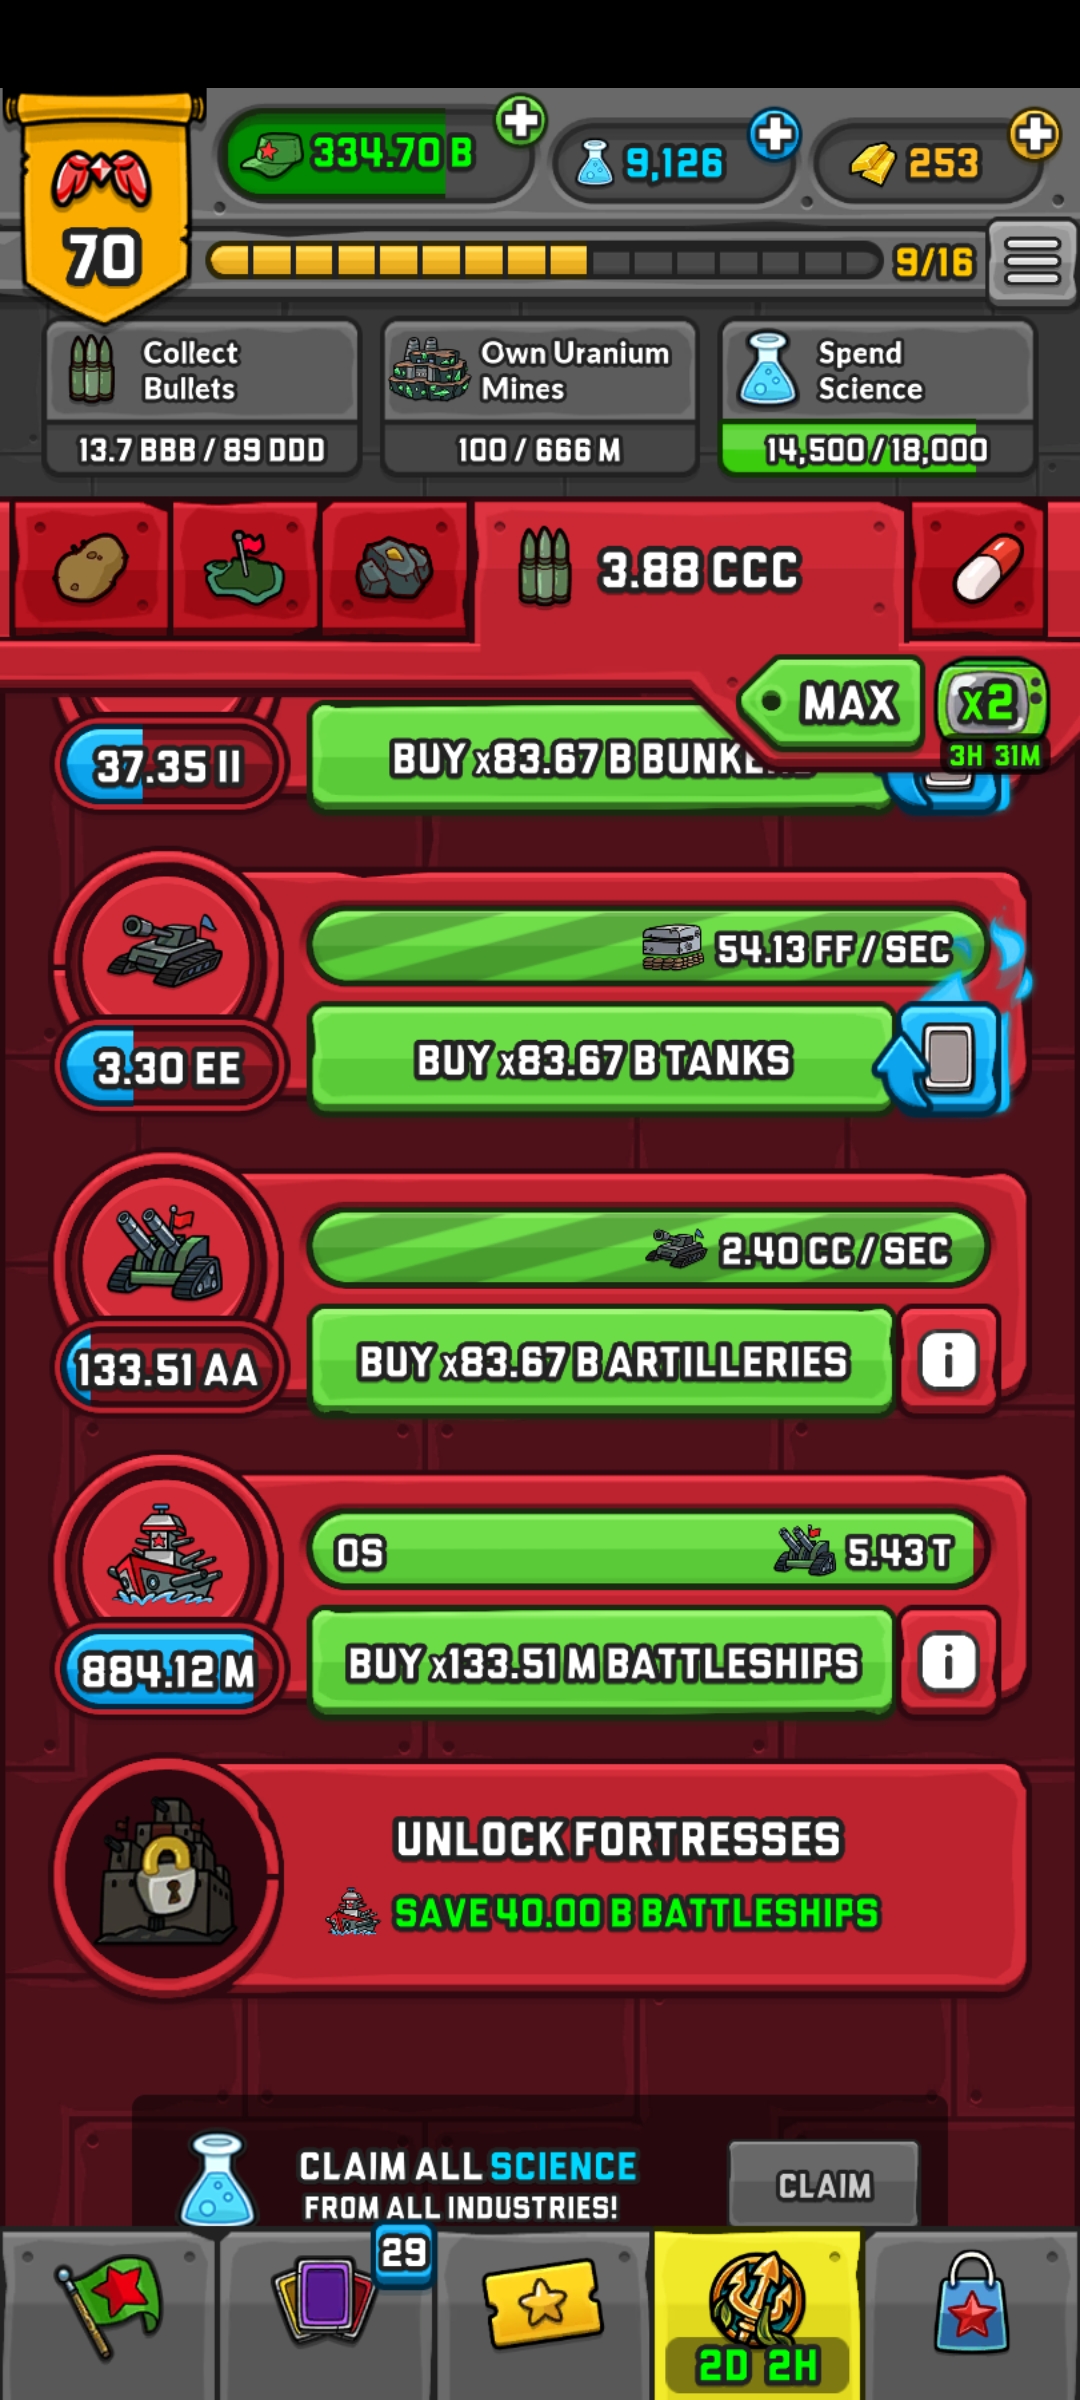 334.70 B
9,126
253
70
9/16
Collect
Bullets
13.7 BBB / 89 DDD
Own Uranium
Mines
100 / 666 M
Spend
Science
14,500 / 18,000
3.88 CCC
MAX
x2
3H 31M
37.35 II
BUY x83.67 B
54.13 FF / SEC
3.30 EE
BUY x83.67 B TANKS
2.40 CC / SEC
133.51 AA
BUY x83.67 B ARTILLERIES
0S
5.43 T
884.12 M
BUY x133.51 M BATTLESHIPS
UNLOCK FORTRESSES
SAVE 40.00 B BATTLESHIPS
CLAIM ALL SCIENCE
FROM ALL INDUSTRIES!
CLAIM
29
2D 2H